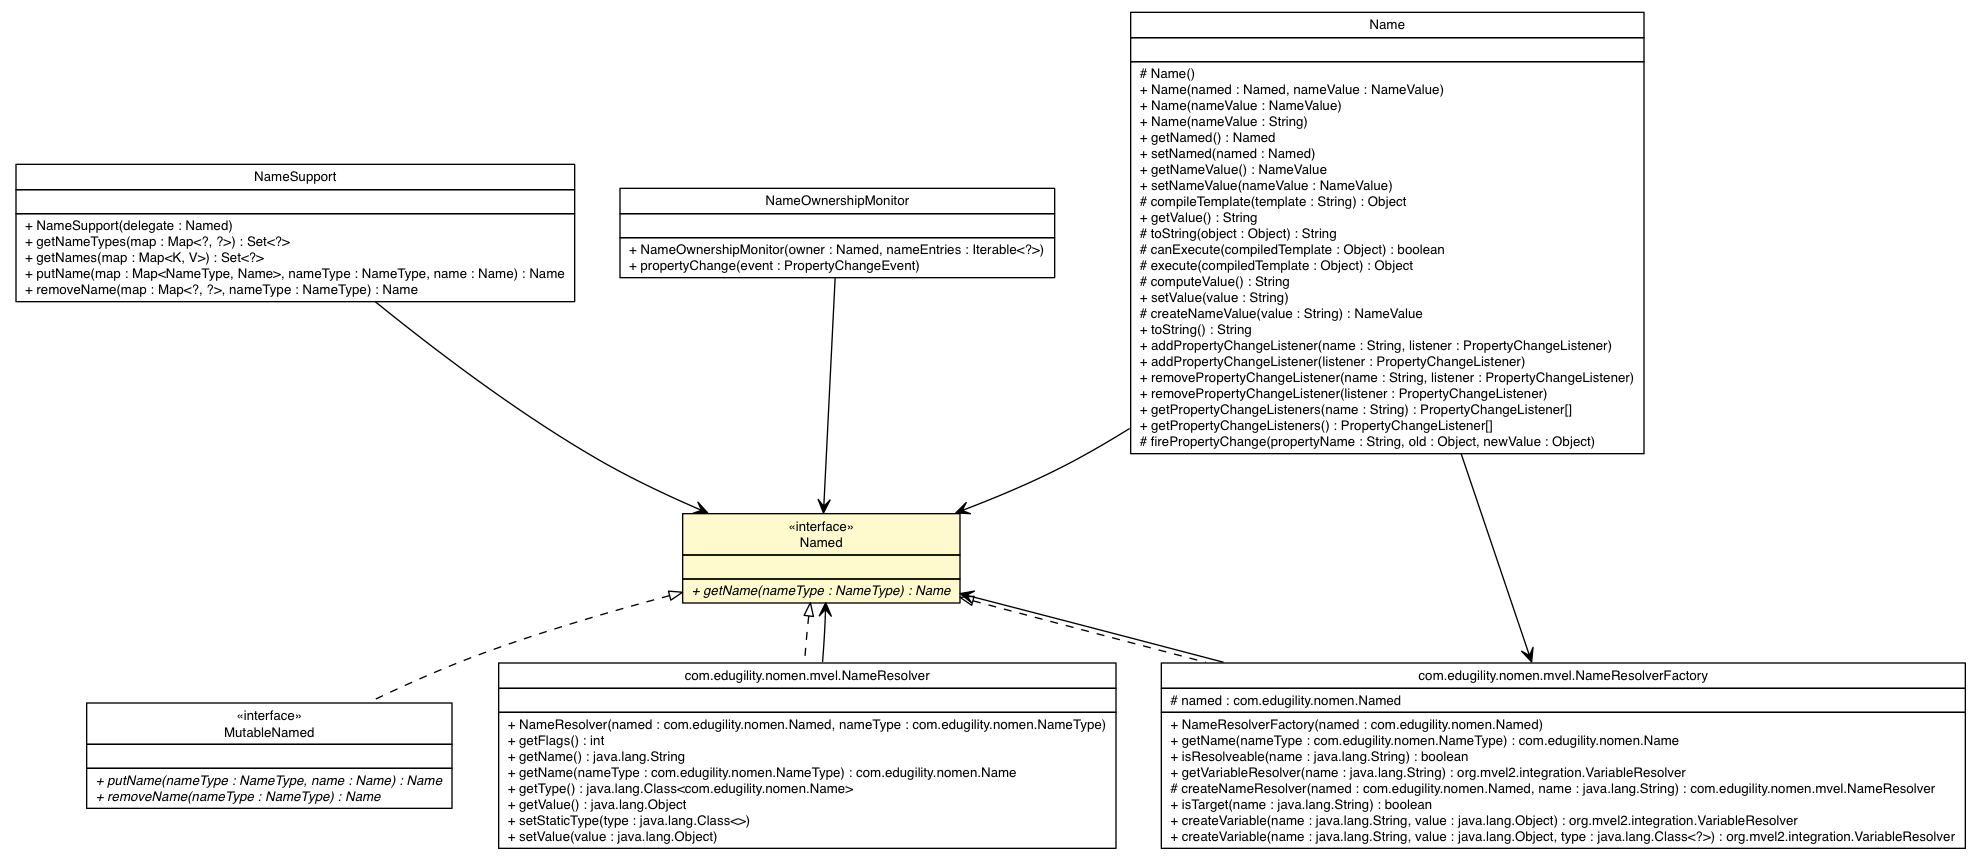 Name
# Name()
+ Name(named : Named, nameValue : NameValue)
+ Name(nameValue : NameValue)
+ Name(nameValue : String)
+ getNamed() : Named
+ setNamed(named : Named)
+ getNameValue() : NameValue
+ setNameValue(nameValue : NameValue)
# compileTemplate(template : String) : Object
+ getValue() : String
# toString(object : Object) : String
# canExecute(compiledTemplate : Object) : boolean
# execute(compiledTemplate : Object) : Object
# computeValue() : String
+ setValue(value : String)
# createNameValue(value : String) : NameValue
+ toString() : String
+ addPropertyChangeListener(name : String, listener : PropertyChangeListener)
+ addPropertyChangeListener(listener : PropertyChangeListener)
+ removePropertyChangeListener(name : String, listener : PropertyChangeListener)
+ removePropertyChangeListener(listener : PropertyChangeListener)
+ getPropertyChangeListeners(name : String) : PropertyChangeListener[]
+ getPropertyChangeListeners() : PropertyChangeListener[]
# firePropertyChange(propertyName : String, old : Object, newValue : Object)
NameSupport
+ NameSupport(delegate : Named)
+ getNameTypes(map : Map<?, ?>) : Set<?>
+ getNames(map : Map<K, V>) : Set<?>
+ putName(map : Map<NameType, Name>, nameType : NameType, name : Name) : Name
+ removeName(map : Map<?, ?>, nameType : NameType) : Name
NameOwnershipMonitor
+ NameOwnershipMonitor(owner : Named, nameEntries : Iterable<?>)
+ propertyChange(event : PropertyChangeEvent)
«interface»
Named
+ getName(nameType : NameType) : Name
«interface»
MutableNamed
+ putName(nameType : NameType, name : Name) : Name
+ removeName(nameType : NameType) : Name
com.edugility.nomen.mvel.NameResolver
+ NameResolver(named : com.edugility.nomen.Named, nameType : com.edugility.nomen.NameType)
+ getFlags() : int
+ getName() : java.lang.String
+ getName(nameType : com.edugility.nomen.NameType) : com.edugility.nomen.Name
+ getType() : java.lang.Class<com.edugility.nomen.Name>
+ getValue() : java.lang.Object
+ setStaticType(type : java.lang.Class<>)
+ setValue(value : java.lang.Object)
com.edugility.nomen.mvel.NameResolverFactory
# named : com.edugility.nomen.Named
+ NameResolverFactory(named : com.edugility.nomen.Named)
+ getName(nameType : com.edugility.nomen.NameType) : com.edugility.nomen.Name
+ isResolveable(name : java.lang.String) : boolean
+ getVariableResolver(name : java.lang.String) : org.mvel2.integration.VariableResolver
# createNameResolver(named : com.edugility.nomen.Named, name : java.lang.String) : com.edugility.nomen.mvel.NameResolver
+ isTarget(name : java.lang.String) : boolean
+ createVariable(name : java.lang.String, value : java.lang.Object) : org.mvel2.integration.VariableResolver
+ createVariable(name : java.lang.String, value : java.lang.Object, type : java.lang.Class<?>) : org.mvel2.integration.VariableResolver